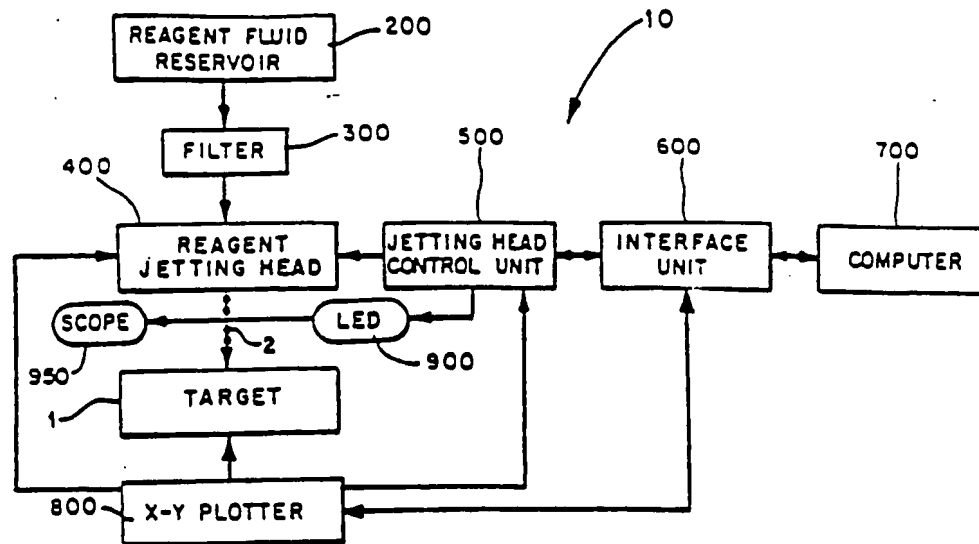 10
200
REAGENT FLUID
RESERVOIR
300
FILTER
400
500
600
700
REAGENT
JETTING HEAD
JETTING HEAD
CONTROL UNIT
INTERFACE
UNIT
COMPUTER
SCOPE
LED
950
2
900
1
TARGET
800
X-Y PLOTTER